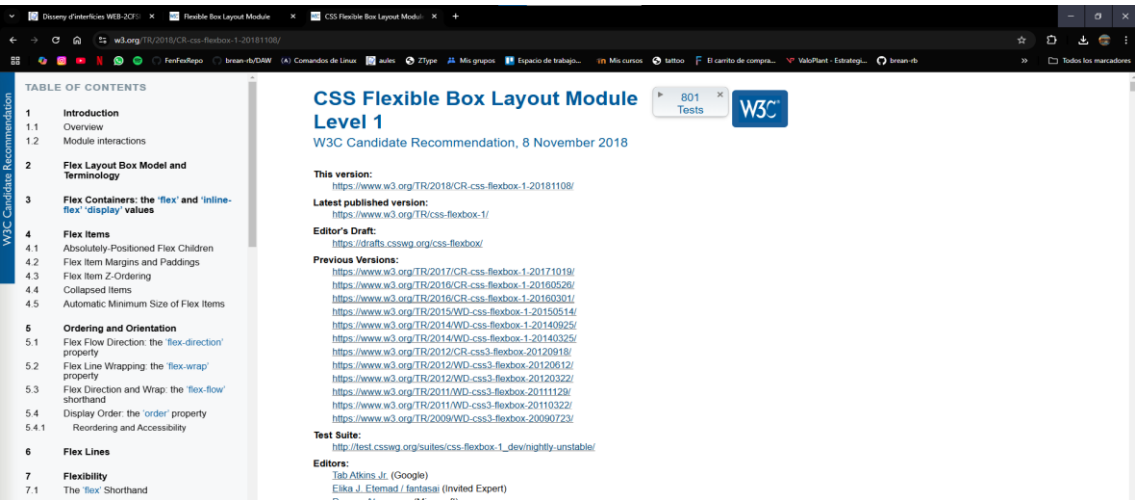 Disseny d'interfícies WEB-2CFS
Flexible Box Layout Module
CSS Flexible Box Layout Modul
w3.org/TR/2018/CR-css-flexbox-1-20181108/
FenFexRepo
brean-rb/DAW
Comandos de Linux
aules
ZType
Mis grupos
Espacio de trabajo...
Mis cursos
tattoo
El carrito de compra...
ValoPlant - Estrategi...
brean-rb
Todos los marcadores
W3C Candidate Recommendation
TABLE OF CONTENTS
1 Introduction
1.1 Overview
1.2 Module interactions
2 Flex Layout Box Model and
Terminology
3 Flex Containers: the ‘flex’ and ‘inline-
flex’ ‘display’ values
4 Flex Items
4.1 Absolutely-Positioned Flex Children
4.2 Flex Item Margins and Paddings
4.3 Flex Item Z-Ordering
4.4 Collapsed Items
4.5 Automatic Minimum Size of Flex Items
5 Ordering and Orientation
5.1 Flex Flow Direction: the ‘flex-direction’
property
5.2 Flex Line Wrapping: the ‘flex-wrap’
property
5.3 Flex Direction and Wrap: the ‘flex-flow’
shorthand
5.4 Display Order: the ‘order’ property
5.4.1 Reordering and Accessibility
6 Flex Lines
7 Flexibility
7.1 The ‘flex’ Shorthand
CSS Flexible Box Layout Module
Level 1
801
Tests
W3C
W3C Candidate Recommendation, 8 November 2018
This version:
https://www.w3.org/TR/2018/CR-css-flexbox-1-20181108/
Latest published version:
https://www.w3.org/TR/css-flexbox-1/
Editor's Draft:
https://drafts.csswg.org/css-flexbox/
Previous Versions:
https://www.w3.org/TR/2017/CR-css-flexbox-1-20171019/
https://www.w3.org/TR/2016/CR-css-flexbox-1-20160526/
https://www.w3.org/TR/2016/CR-css-flexbox-1-20160301/
https://www.w3.org/TR/2015/WD-css-flexbox-1-20150514/
https://www.w3.org/TR/2014/WD-css-flexbox-1-20140925/
https://www.w3.org/TR/2014/WD-css-flexbox-1-20140325/
https://www.w3.org/TR/2012/CR-css3-flexbox-20120918/
https://www.w3.org/TR/2012/WD-css3-flexbox-20120612/
https://www.w3.org/TR/2012/WD-css3-flexbox-20120322/
https://www.w3.org/TR/2011/WD-css3-flexbox-20111129/
https://www.w3.org/TR/2011/WD-css3-flexbox-20110322/
https://www.w3.org/TR/2009/WD-css3-flexbox-20090723/
Test Suite:
http://test.csswg.org/suites/css-flexbox-1_dev/nightly-unstable/
Editors:
Tab Atkins Jr. (Google)
Elika J. Etemad / fantasai (Invited Expert)